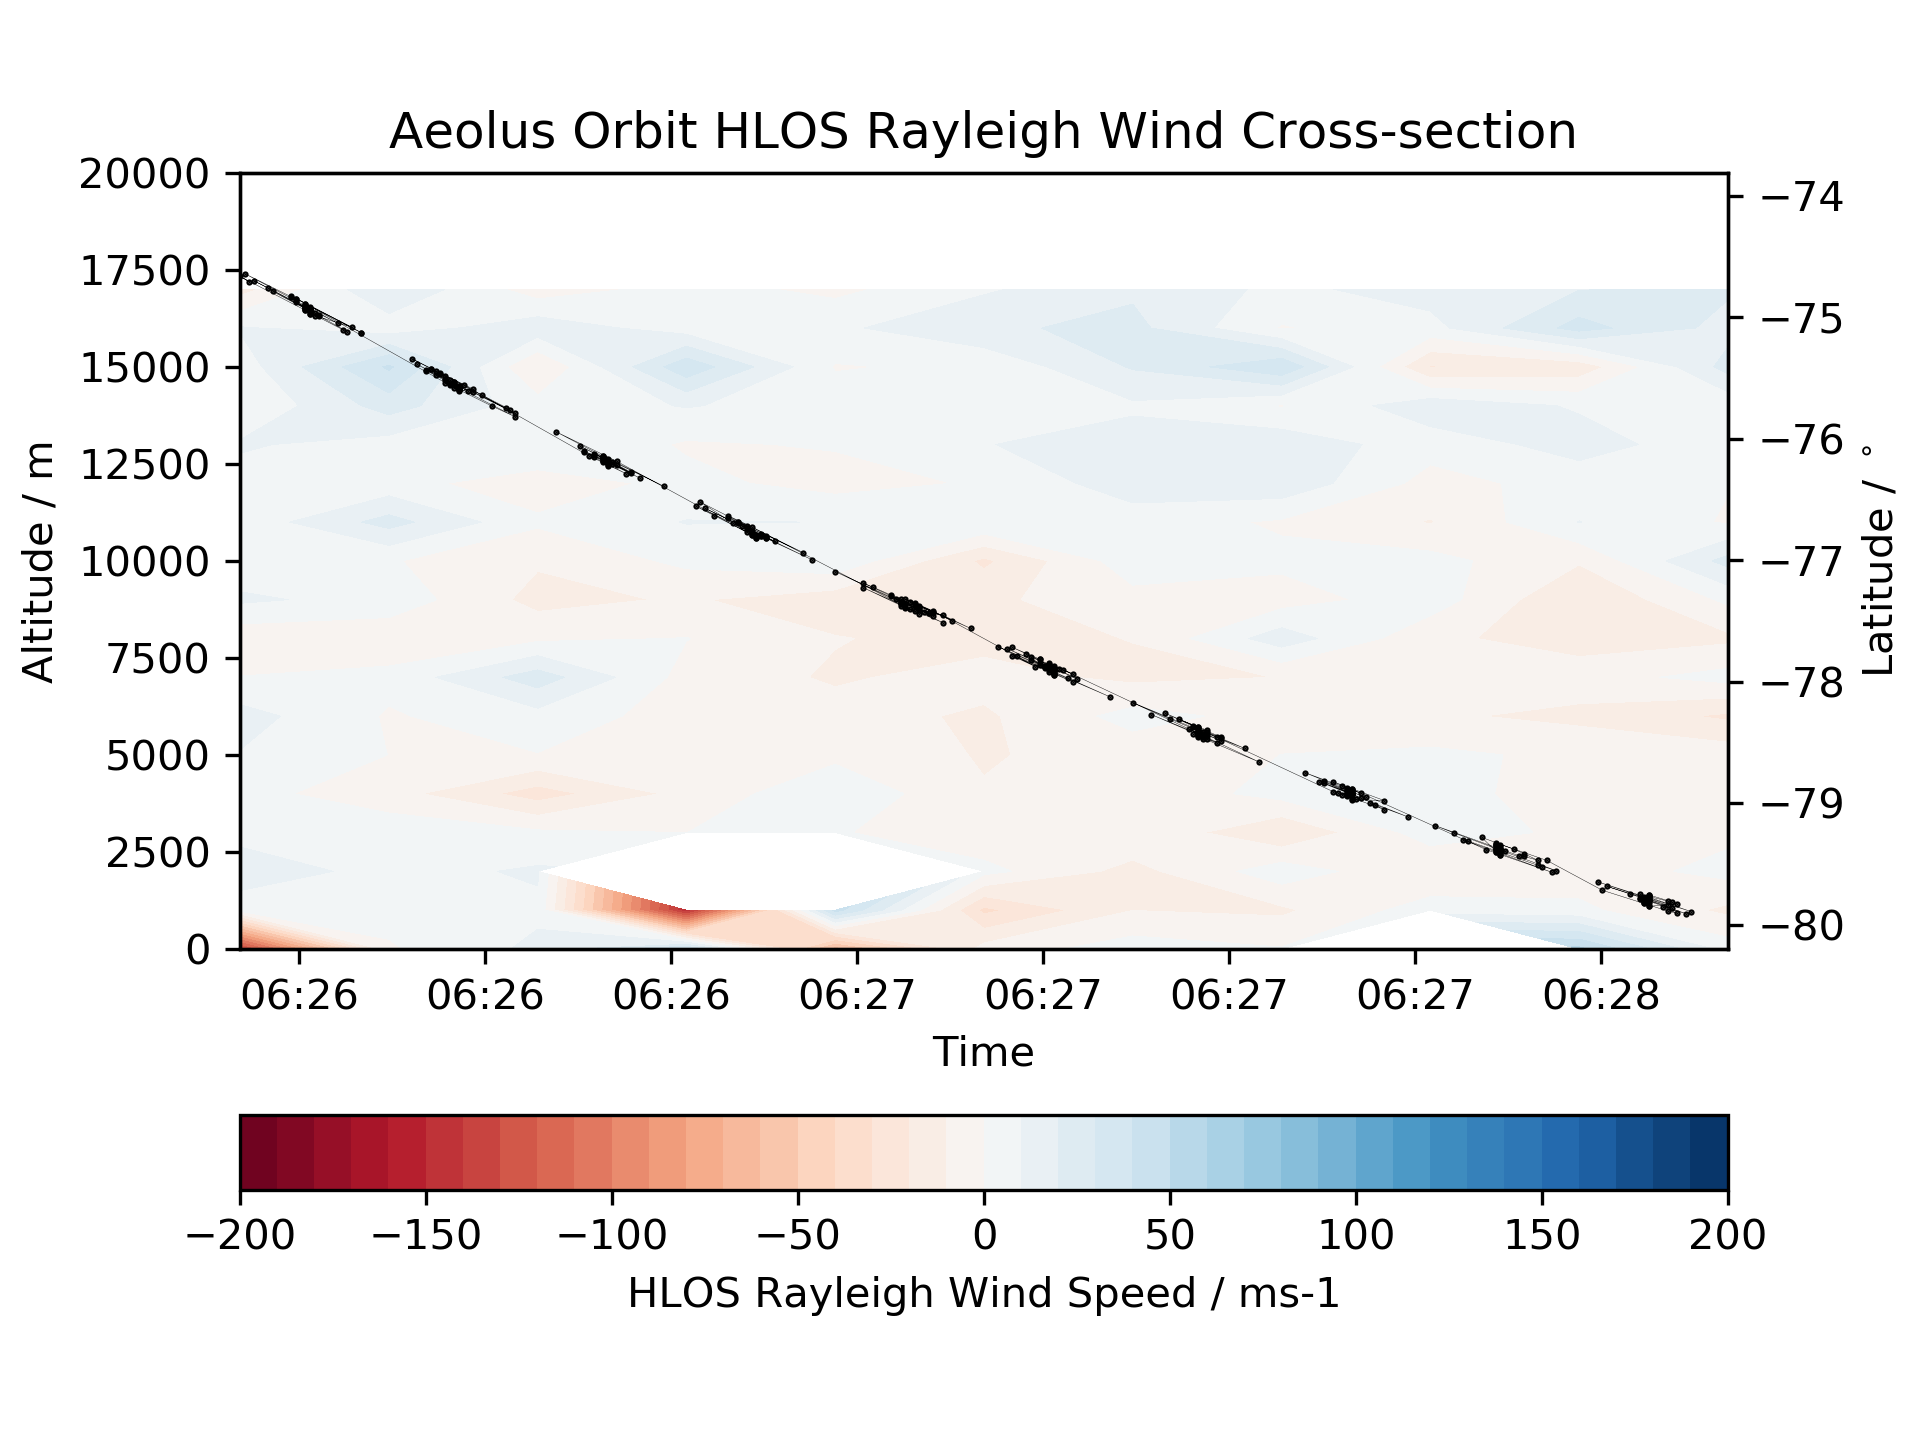 Aeolus Orbit HLOS Rayleigh Wind Cross-section
20000
17500
15000
12500
10000
7500
5000
2500
0
Altitude / m
−74
−75
−76
−77
−78
−79
−80
Latitude / °
06:26 06:26 06:26 06:27 06:27 06:27 06:27 06:28
Time
−200 −150 −100 −50 0 50 100 150 200
HLOS Rayleigh Wind Speed / ms-1